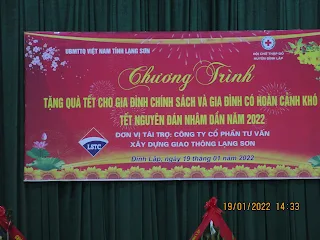 UBMTTQ VIỆT NAM TỈNH LẠNG SƠN
HỘI CHỮ THẬP ĐỎ
HUYỆN ĐÌNH LẬP
Chương Trình
TẶNG QUÀ TẾT CHO GIA ĐÌNH CHÍNH SÁCH VÀ GIA ĐÌNH CÓ HOÀN CẢNH KHÓ
TẾT NGUYÊN ĐÁN NHÂM DẦN NĂM 2022
ĐƠN VỊ TÀI TRỢ: CÔNG TY CỔ PHẦN TƯ VẤN
XÂY DỰNG GIAO THÔNG LẠNG SƠN
LSTC
Đình Lập, ngày 19 tháng 01 năm 2022
19/01/2022 14:33